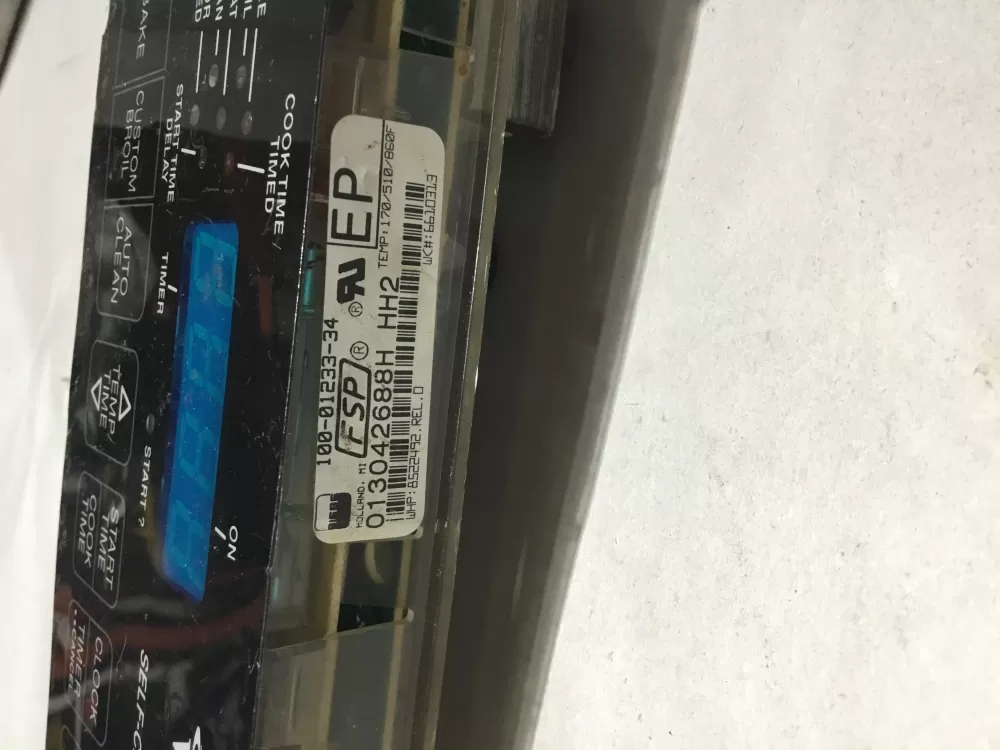 BAKE
CUSTOM
BROIL
AUTO
CLEAN
TEMP/
TIME
START
TIME
COOK
TIME
CLOCK
TIMER
START TIME/
DELAY
TIMER
START ?
SELF-C
COOK TIME/
TIMED
ON
100-01233-34
FSP ® ® EP
HOLLAND, MI
TEMP:170/510/860F
013042688H HH2
WC#:6610313
WHP:8522492.REL.D